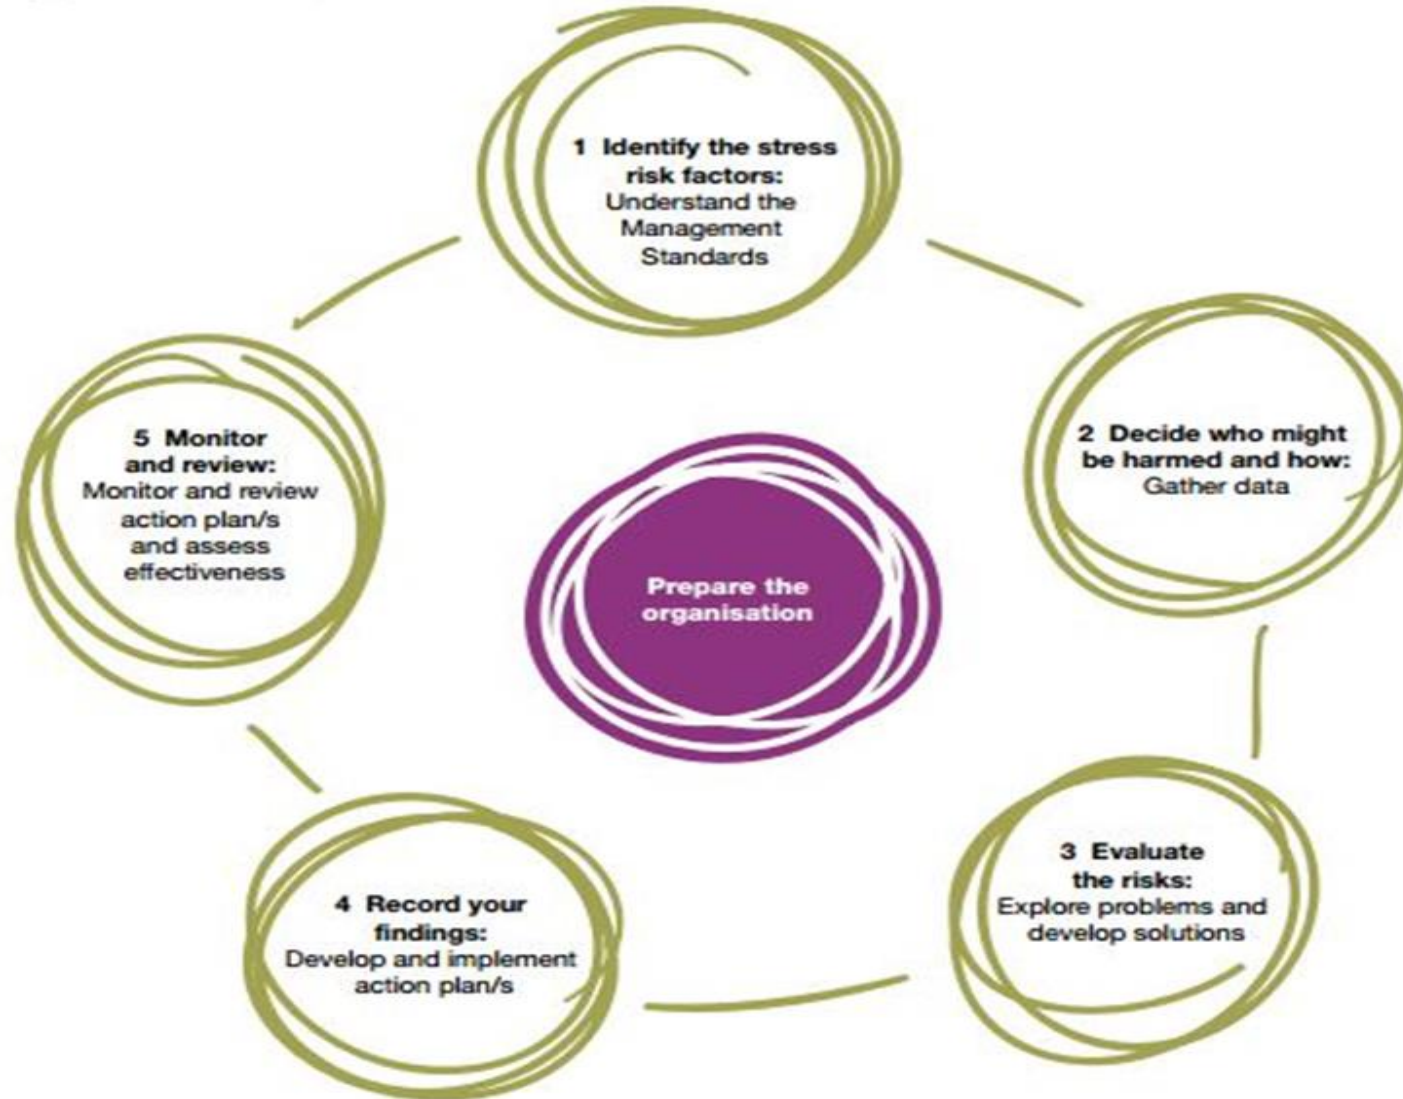 1 Identify the stress
risk factors:
Understand the
Management
Standards
2 Decide who might
be harmed and how:
Gather data
3 Evaluate
the risks:
Explore problems and
develop solutions
4 Record your
findings:
Develop and implement
action plan/s
5 Monitor
and review:
Monitor and review
action plan/s
and assess
effectiveness
Prepare the
organisation